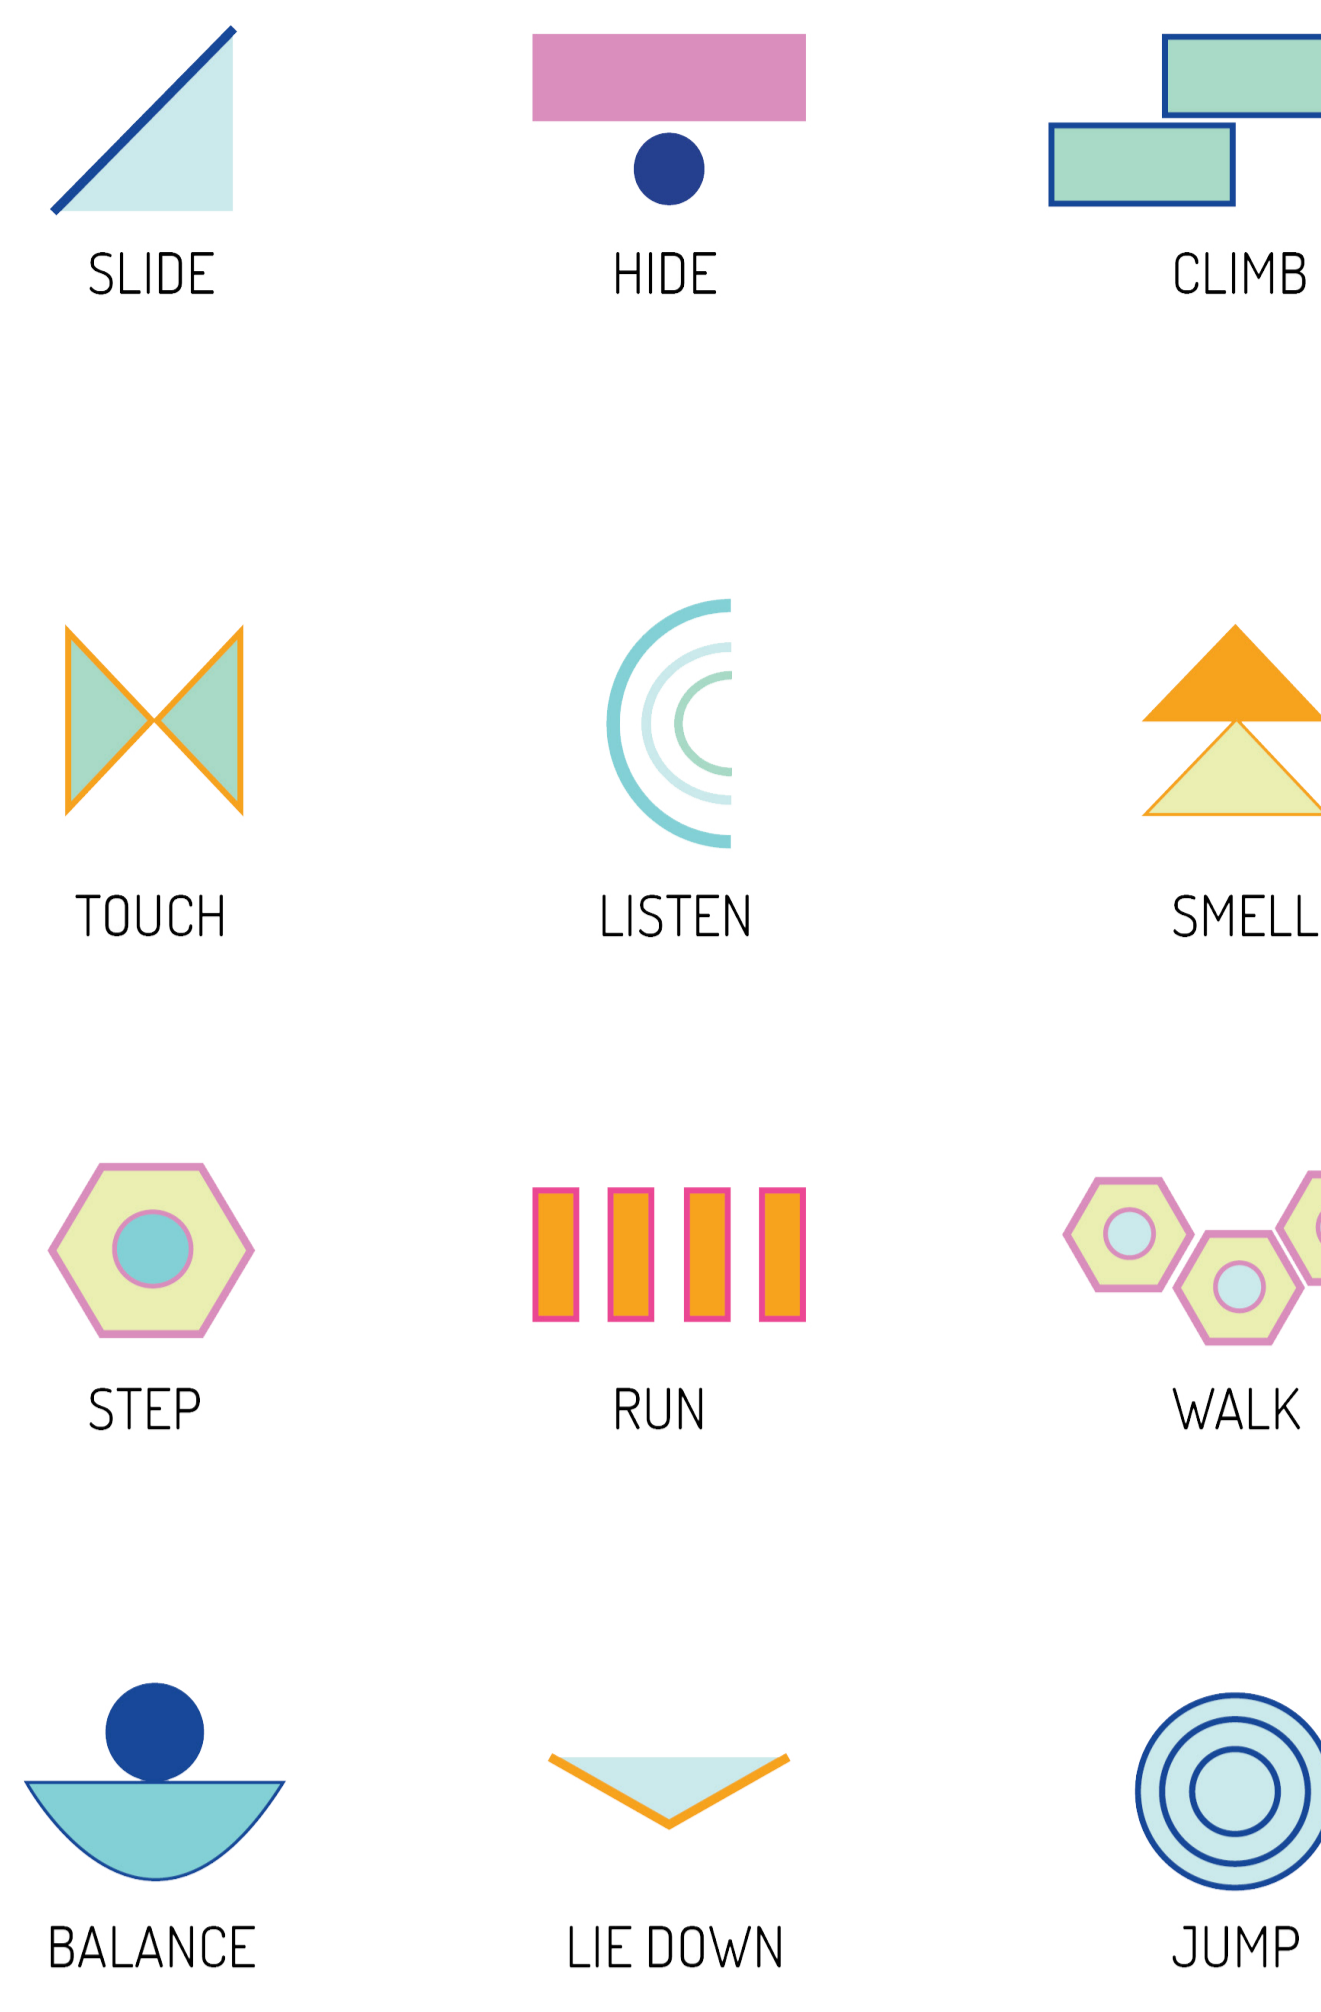 SLIDE
HIDE
CLIMB
TOUCH
LISTEN
SMELL
STEP
RUN
WALK
BALANCE
LIE DOWN
JUMP